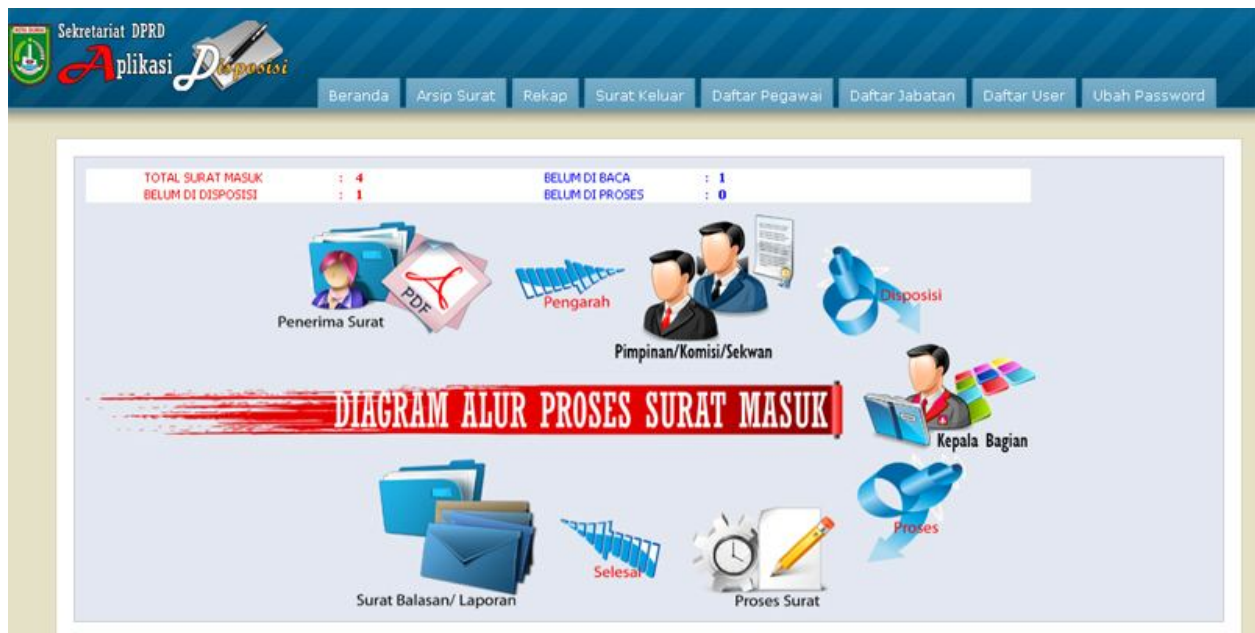 Sekretariat DPRD
Aplikasi Disposisi
Beranda Arsip Surat Rekap Surat Keluar Daftar Pegawai Daftar Jabatan Daftar User Ubah Password
TOTAL SURAT MASUK : 4 BELUM DI BACA : 1
BELUM DI DISPOSISI : 1 BELUM DI PROSES : 0
PDF
Penerima Surat
Pengarah
Pimpinan/Komisi/Sekwan
Disposisi
DIAGRAM ALUR PROSES SURAT MASUK
Kepala Bagian
Proses
Proses Surat
Selesai
Surat Balasan/ Laporan